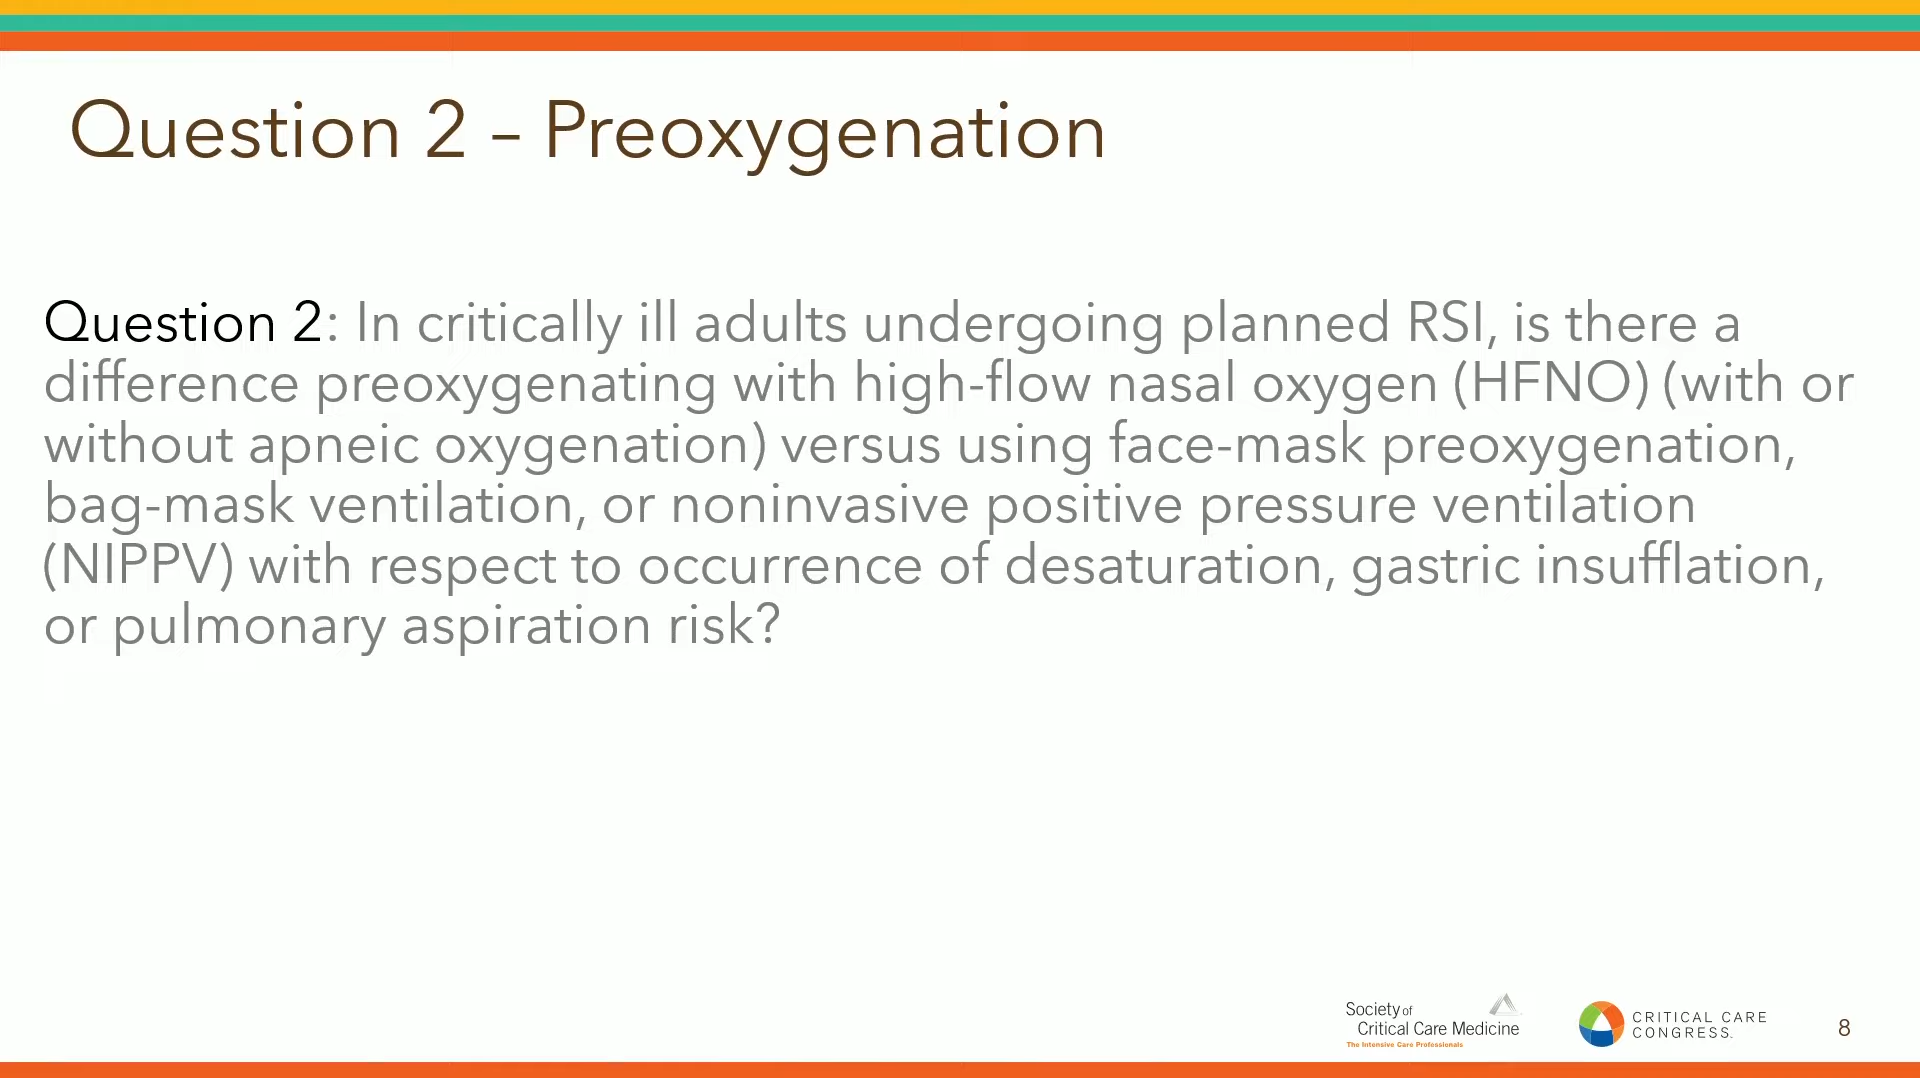 Question 2 – Preoxygenation
Question 2: In critically ill adults undergoing planned RSI, is there a
difference preoxygenating with high-flow nasal oxygen (HFNO) (with or
without apneic oxygenation) versus using face-mask preoxygenation,
bag-mask ventilation, or noninvasive positive pressure ventilation
(NIPPV) with respect to occurrence of desaturation, gastric insufflation,
or pulmonary aspiration risk?
Society of
Critical Care Medicine
The Intensive Care Professionals
CRITICAL CARE
CONGRESS.
8